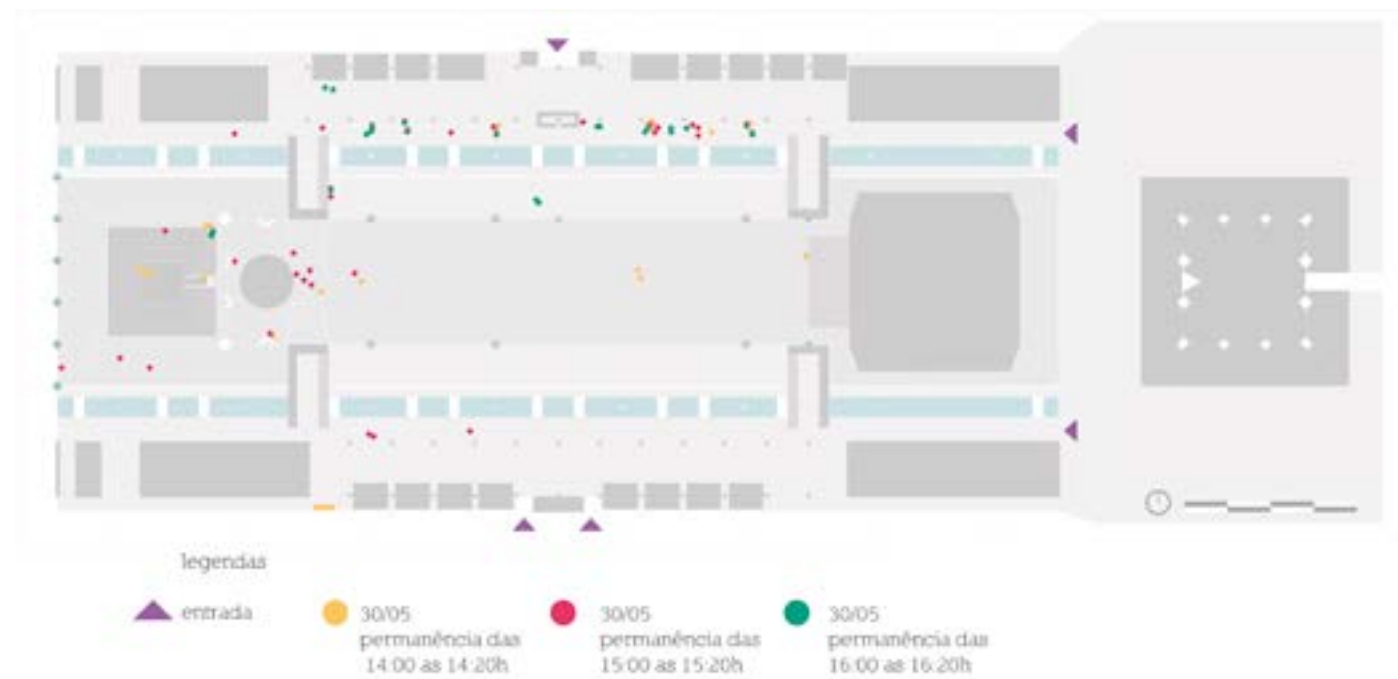 legendas
entrada
30/05
permanência das
14:00 as 14:20h
30/05
permanência das
15:00 as 15:20h
30/05
permanência das
16:00 as 16:20h